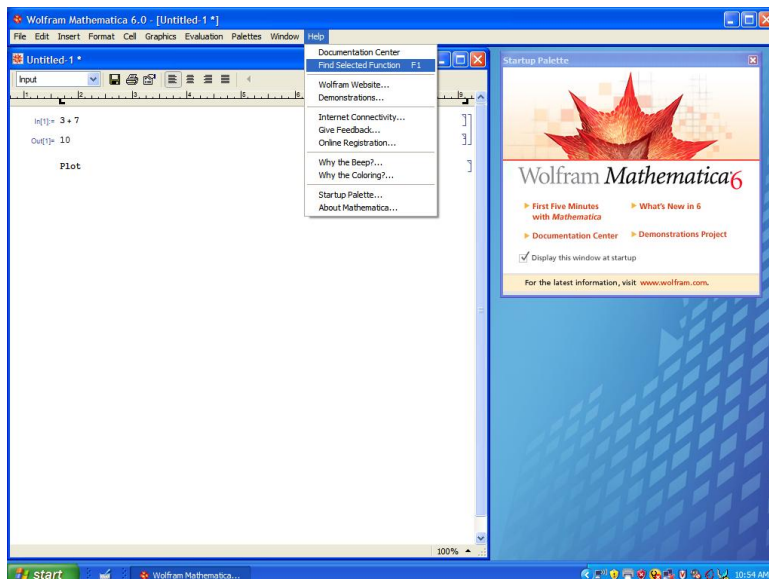 Wolfram Mathematica 6.0 - [Untitled-1 *]
File Edit Insert Format Cell Graphics Evaluation Palettes Window Help
Untitled-1 *
Input
In[1]:= 3 + 7
Out[1]= 10
Plot
100%
Documentation Center
Find Selected Function F1
Wolfram Website...
Demonstrations...
Internet Connectivity...
Give Feedback...
Online Registration...
Why the Beep?...
Why the Coloring?...
Startup Palette...
About Mathematica...
Startup Palette
Wolfram Mathematica 6
First Five Minutes with Mathematica
What's New in 6
Documentation Center
Demonstrations Project
Display this window at startup
For the latest information, visit www.wolfram.com.
start
Wolfram Mathematica...
10:54 AM